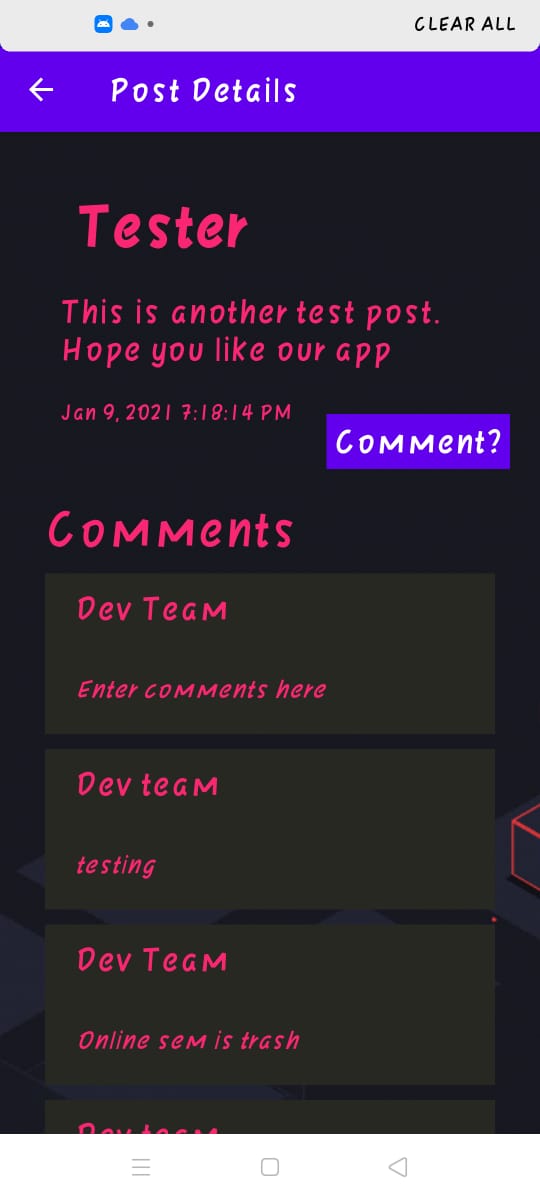 CLEAR ALL
Post Details
Tester
This is another test post.
Hope you like our app
Jan 9, 2021 7:18:14 PM
Comment?
Comments
Dev Team
Enter comments here
Dev team
testing
Dev Team
Online sem is trash
Dev team